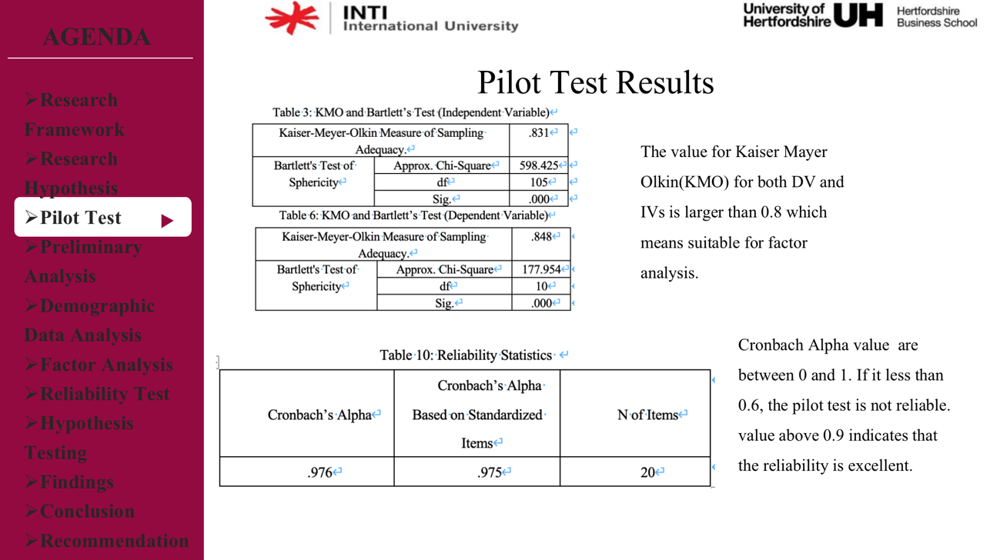 AGENDA
➢Research
Framework
➢Research
Hypothesis
➢Pilot Test
➢Preliminary
Analysis
➢Demographic
Data Analysis
➢Factor Analysis
➢Reliability Test
➢Hypothesis
Testing
➢Findings
➢Conclusion
➢Recommendation
INTI
International University
University of
Hertfordshire
UH
Hertfordshire
Business School
Pilot Test Results
Table 3: KMO and Bartlett's Test (Independent Variable)
Kaiser-Meyer-Olkin Measure of Sampling
Adequacy.
.831
Bartlett's Test of
Sphericity
Approx. Chi-Square
598.425
df
105
Sig.
.000
Table 6: KMO and Bartlett's Test (Dependent Variable)
Kaiser-Meyer-Olkin Measure of Sampling
Adequacy.
.848
Bartlett's Test of
Sphericity
Approx. Chi-Square
177.954
df
10
Sig.
.000
The value for Kaiser Mayer
Olkin(KMO) for both DV and
IVs is larger than 0.8 which
means suitable for factor
analysis.
Table 10: Reliability Statistics
Cronbach's Alpha
Cronbach's Alpha
Based on Standardized
Items
N of Items
.976
.975
20
Cronbach Alpha value are
between 0 and 1. If it less than
0.6, the pilot test is not reliable.
value above 0.9 indicates that
the reliability is excellent.